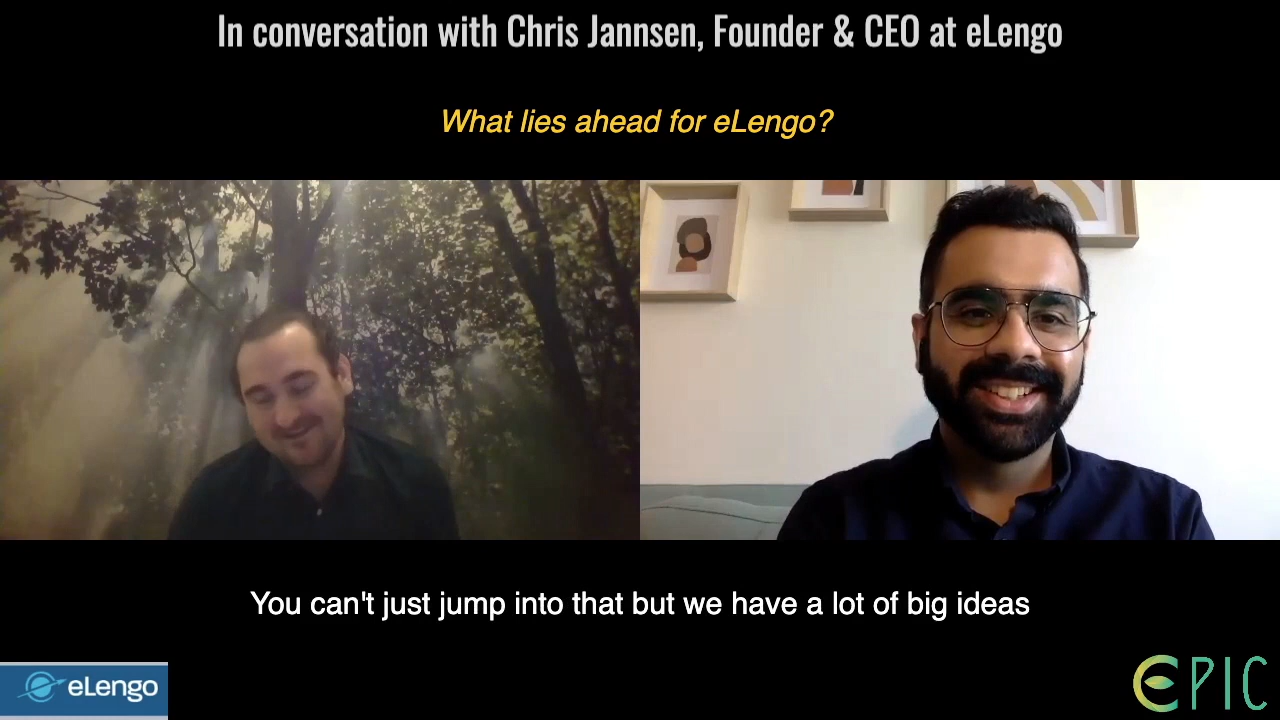 In conversation with Chris Jannsen, Founder & CEO at eLengo
What lies ahead for eLengo?
You can't just jump into that but we have a lot of big ideas
eLengo
EPIC